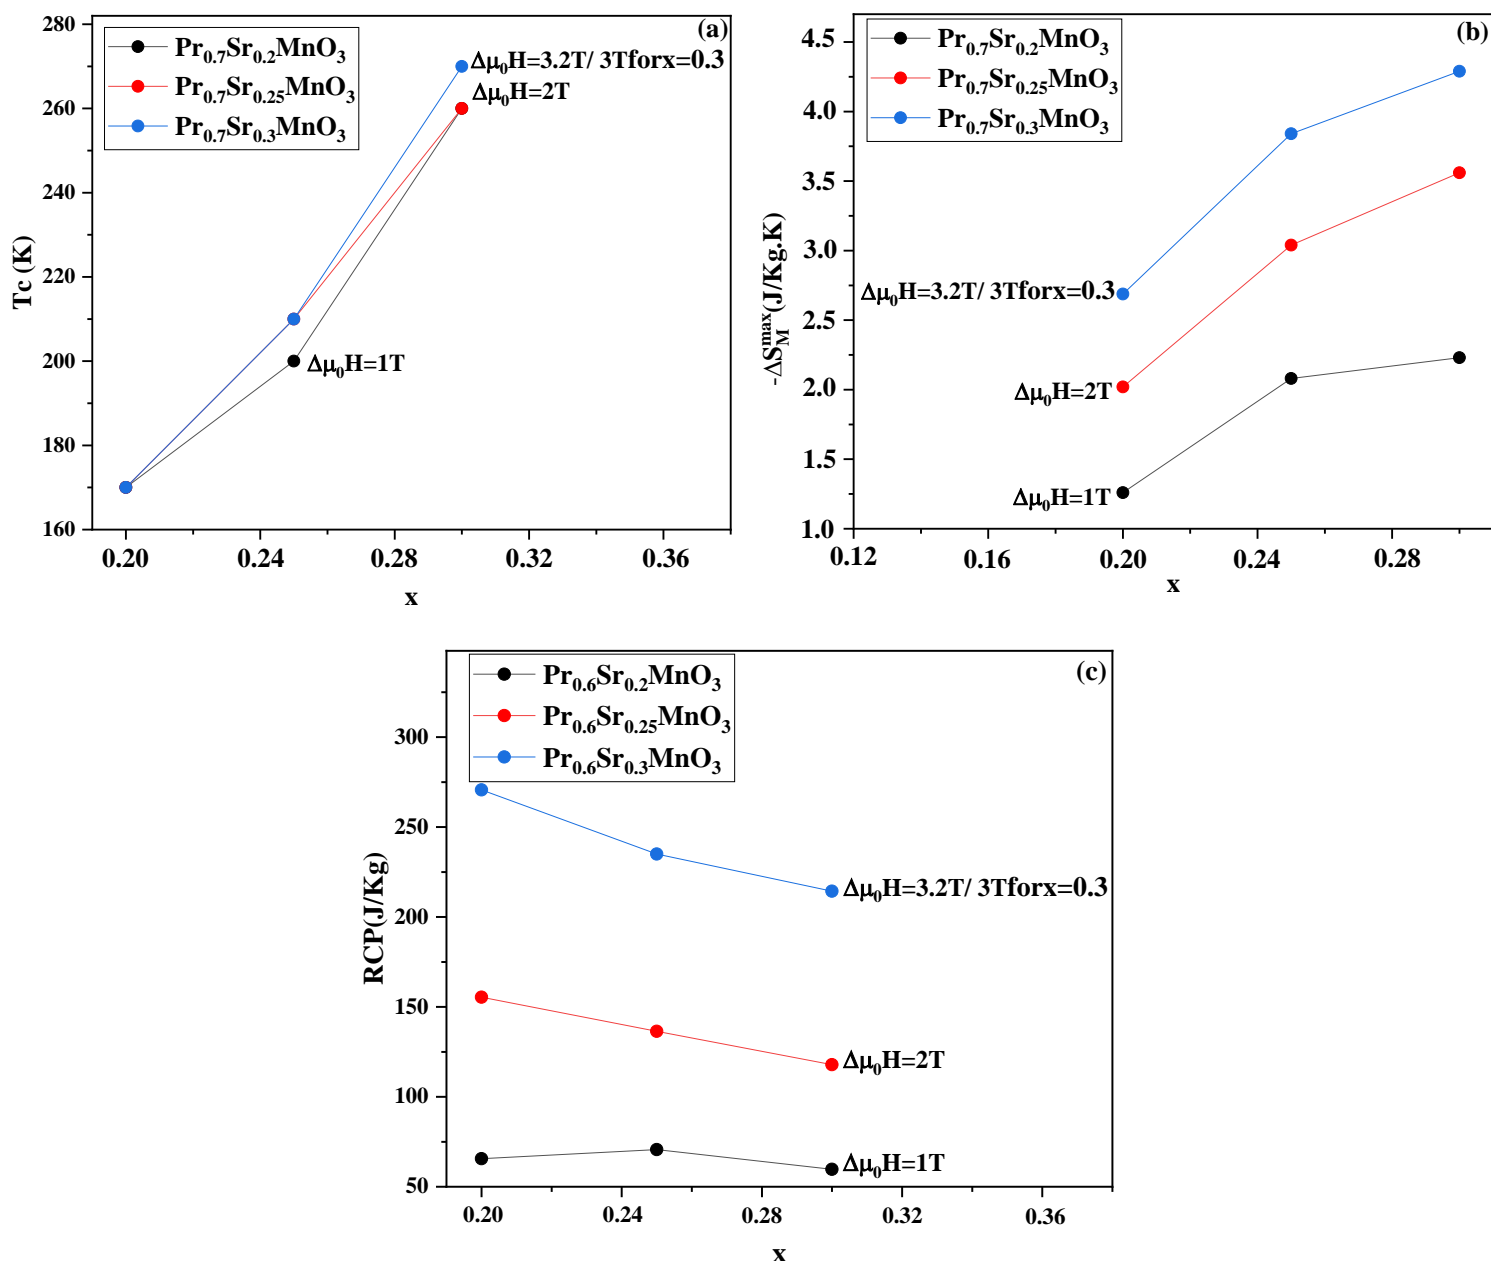 (a)
Pr0.7Sr0.2MnO3
Pr0.7Sr0.25MnO3
Pr0.7Sr0.3MnO3
Δμ0H=3.2T/ 3Tforx=0.3
Δμ0H=2T
Δμ0H=1T
Tc (K)
280
260
240
220
200
180
160
0.20 0.24 0.28 0.32 0.36
x
(b)
Pr0.7Sr0.2MnO3
Pr0.7Sr0.25MnO3
Pr0.7Sr0.3MnO3
Δμ0H=3.2T/ 3Tforx=0.3
Δμ0H=2T
Δμ0H=1T
-ΔSMmax(J/Kg.K)
4.5
4.0
3.5
3.0
2.5
2.0
1.5
1.0
0.12 0.16 0.20 0.24 0.28
x
(c)
Pr0.6Sr0.2MnO3
Pr0.6Sr0.25MnO3
Pr0.6Sr0.3MnO3
Δμ0H=3.2T/ 3Tforx=0.3
Δμ0H=2T
Δμ0H=1T
RCP(J/Kg)
300
250
200
150
100
50
0.20 0.24 0.28 0.32 0.36
x